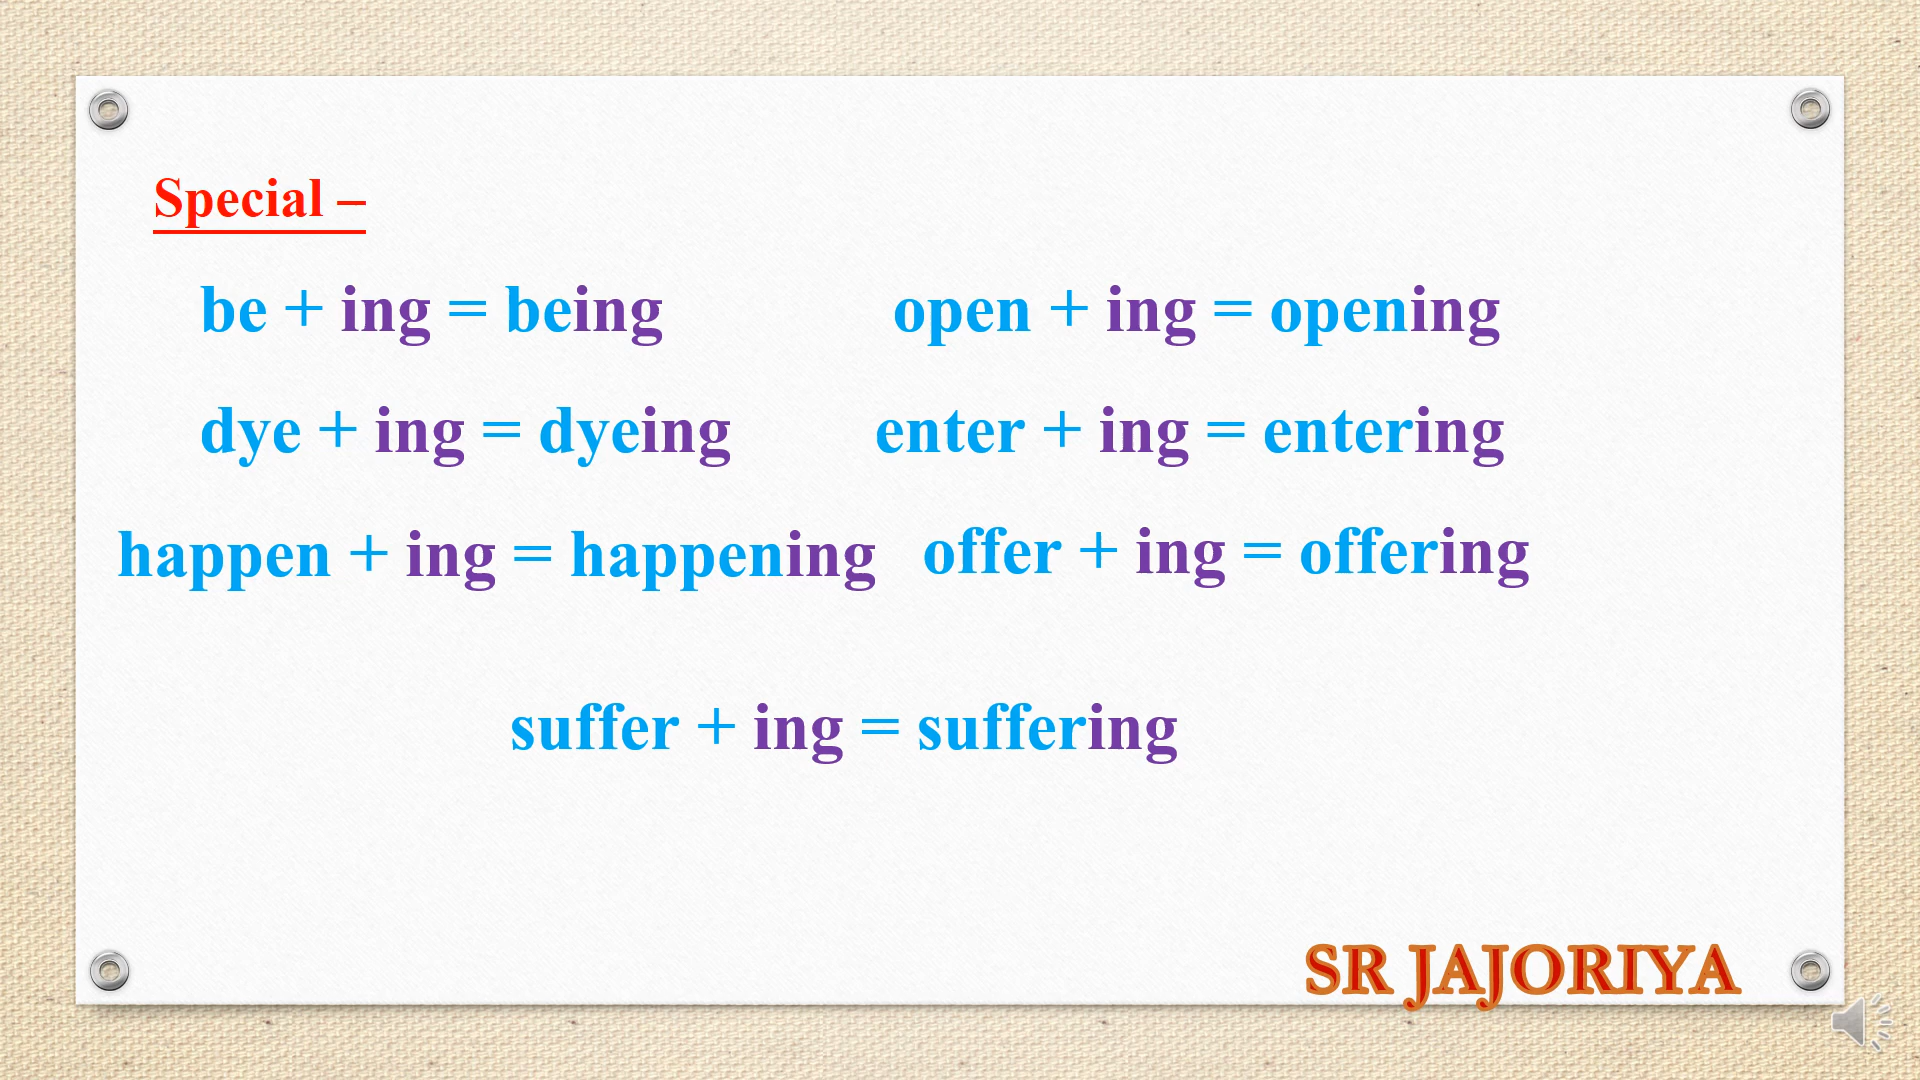 Special –
be + ing = being open + ing = opening
dye + ing = dyeing enter + ing = entering
happen + ing = happening offer + ing = offering
suffer + ing = suffering
SR JAJORIYA